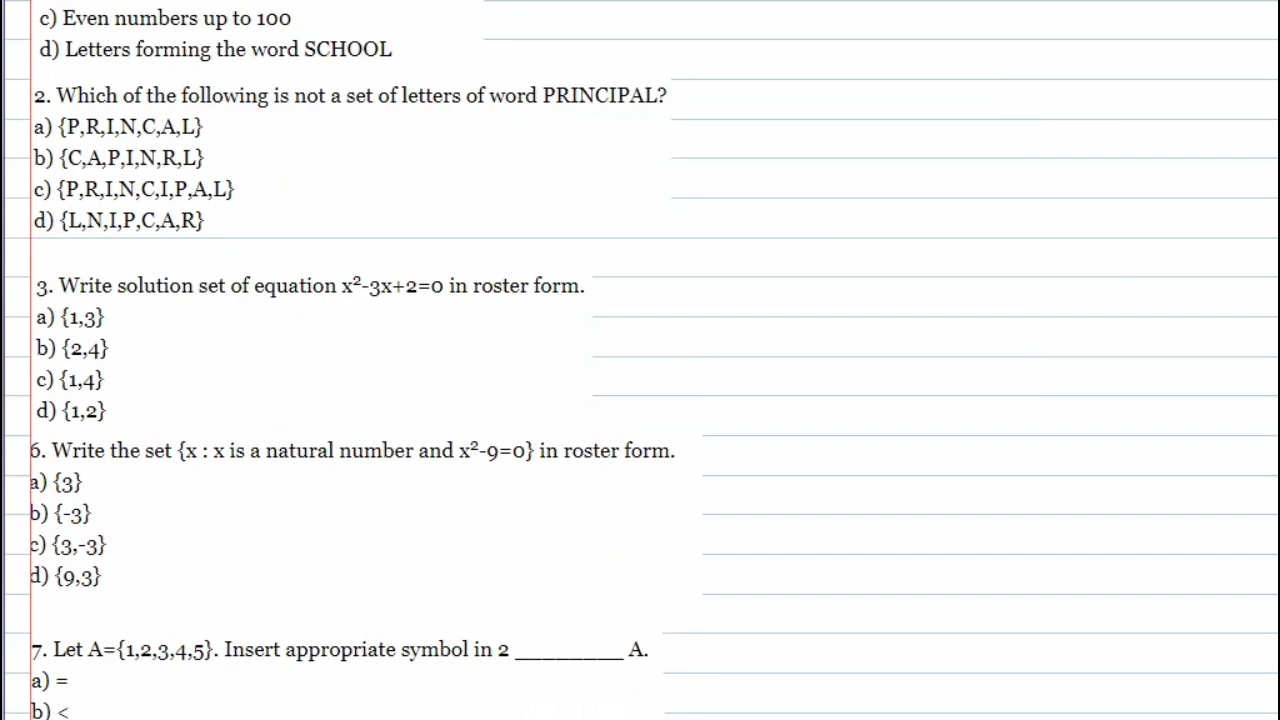 c) Even numbers up to 100
d) Letters forming the word SCHOOL
2. Which of the following is not a set of letters of word PRINCIPAL?
a) {P,R,I,N,C,A,L}
b) {C,A,P,I,N,R,L}
c) {P,R,I,N,C,I,P,A,L}
d) {L,N,I,P,C,A,R}
3. Write solution set of equation x²-3x+2=0 in roster form.
a) {1,3}
b) {2,4}
c) {1,4}
d) {1,2}
6. Write the set {x : x is a natural number and x²-9=0} in roster form.
a) {3}
b) {-3}
c) {3,-3}
d) {9,3}
7. Let A={1,2,3,4,5}. Insert appropriate symbol in 2 ________ A.
a) =
b) <